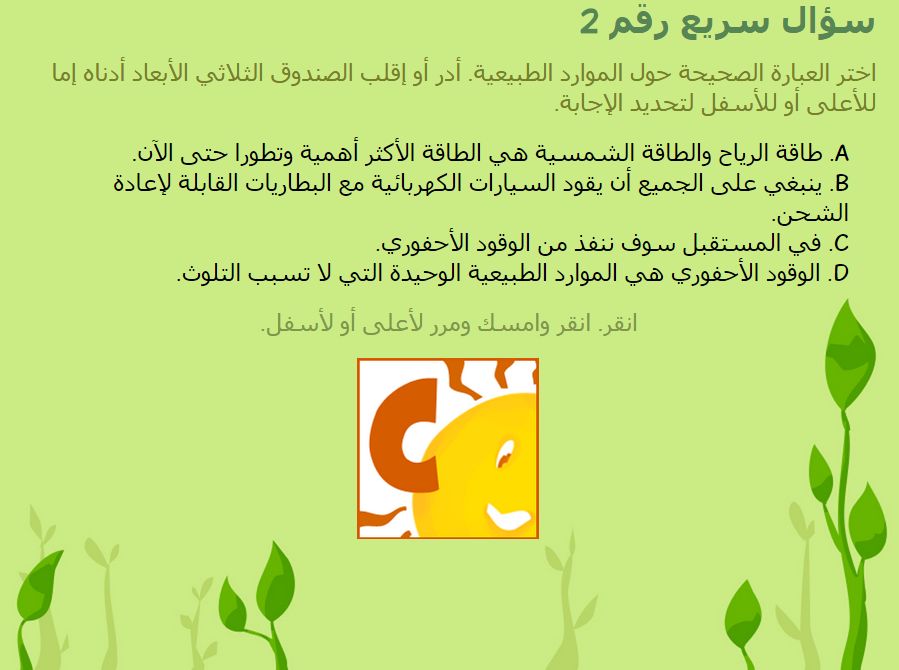 سؤال سريع رقم 2
اختر العبارة الصحيحة حول الموارد الطبيعية. أدر أو إقلب الصندوق الثلاثي الأبعاد أدناه إما
للأعلى أو للأسفل لتحديد الإجابة.
A. طاقة الرياح والطاقة الشمسية هي الطاقة الأكثر أهمية وتطورا حتى الآن.
B. ينبغي على الجميع أن يقود السيارات الكهربائية مع البطاريات القابلة لإعادة
الشحن.
C. في المستقبل سوف ننفذ من الوقود الأحفوري.
D. الوقود الأحفوري هي الموارد الطبيعية الوحيدة التي لا تسبب التلوث.
انقر. انقر وامسك ومرر لأعلى أو لأسفل.
C